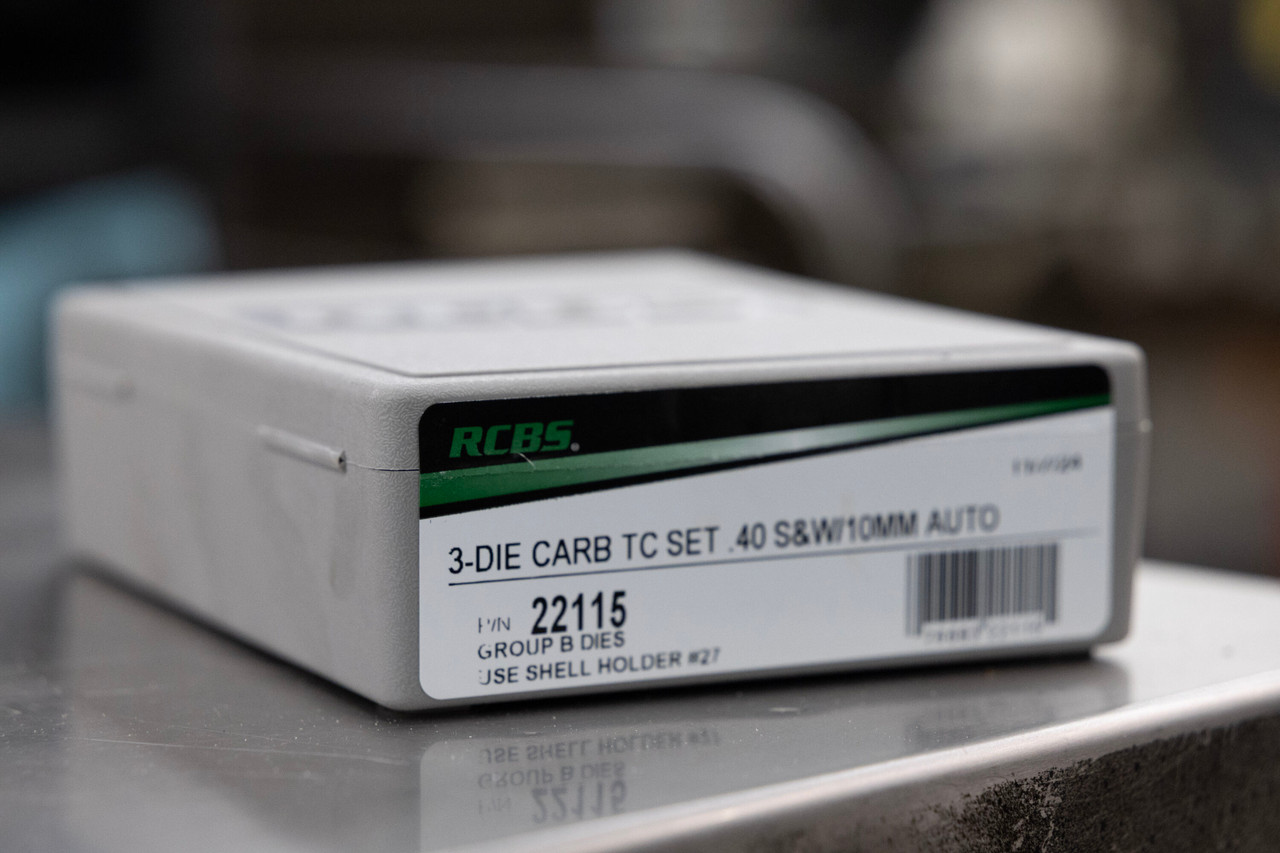 RCBS
3-DIE CARB TC SET .40 S&W/10MM AUTO
P/N 22115
GROUP B DIES
USE SHELL HOLDER #27